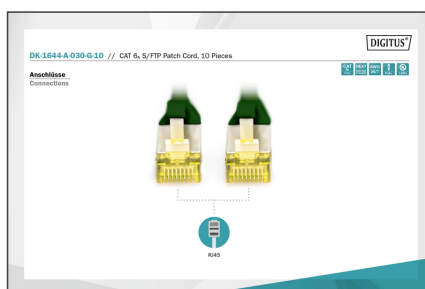 DIGITUS®
DK-1644-A-030-G-10 // CAT 6A S/FTP Patch Cord, 10 Pieces
Anschlüsse
Connections
RJ45